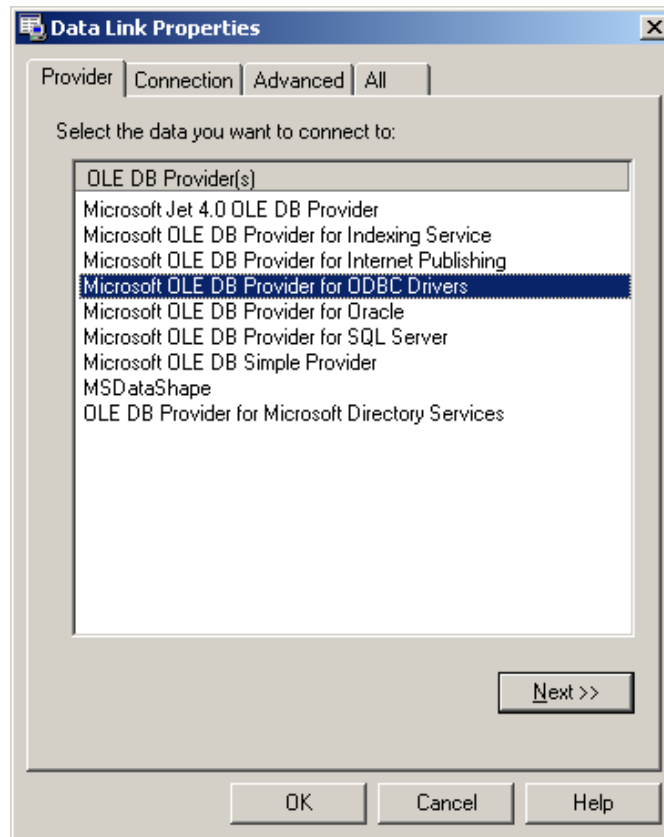 Data Link Properties
Provider Connection Advanced All
Select the data you want to connect to:
OLE DB Provider(s)
Microsoft Jet 4.0 OLE DB Provider
Microsoft OLE DB Provider for Indexing Service
Microsoft OLE DB Provider for Internet Publishing
Microsoft OLE DB Provider for ODBC Drivers
Microsoft OLE DB Provider for Oracle
Microsoft OLE DB Provider for SQL Server
Microsoft OLE DB Simple Provider
MSDataShape
OLE DB Provider for Microsoft Directory Services
Next >>
OK Cancel Help